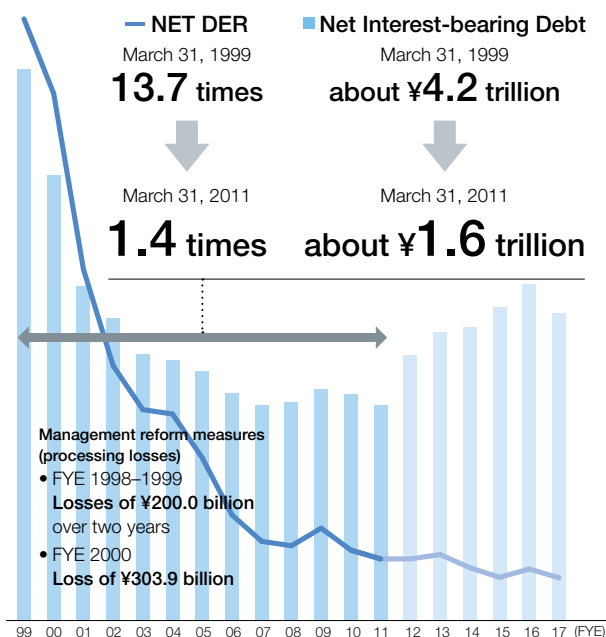 NET DER
March 31, 1999
13.7 times
March 31, 2011
1.4 times
Net Interest-bearing Debt
March 31, 1999
about ¥4.2 trillion
March 31, 2011
about ¥1.6 trillion
Management reform measures
(processing losses)
• FYE 1998–1999
Losses of ¥200.0 billion
over two years
• FYE 2000
Loss of ¥303.9 billion
99 00 01 02 03 04 05 06 07 08 09 10 11 12 13 14 15 16 17 (FYE)